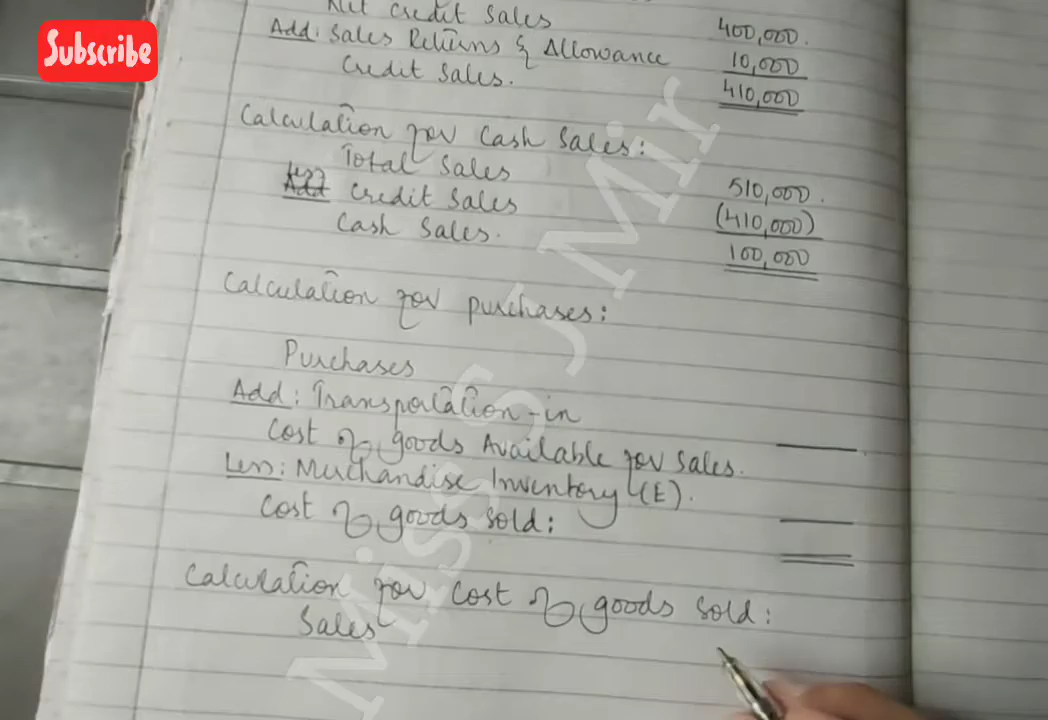 Subscribe
Net Credit Sales 400,000.
Add: Sales Returns & Allowance 10,000
Credit Sales. 410,000
Calculation for Cash Sales:
Total Sales 510,000.
Credit Sales (410,000)
Cash Sales. 100,000
Calculation for purchases:
Purchases
Add: Transportation-in
Cost of goods Available for Sales.
Less: Merchandise Inventory (E).
Cost of goods Sold:
Calculation for Cost of goods Sold:
Sales
Miss J Mir